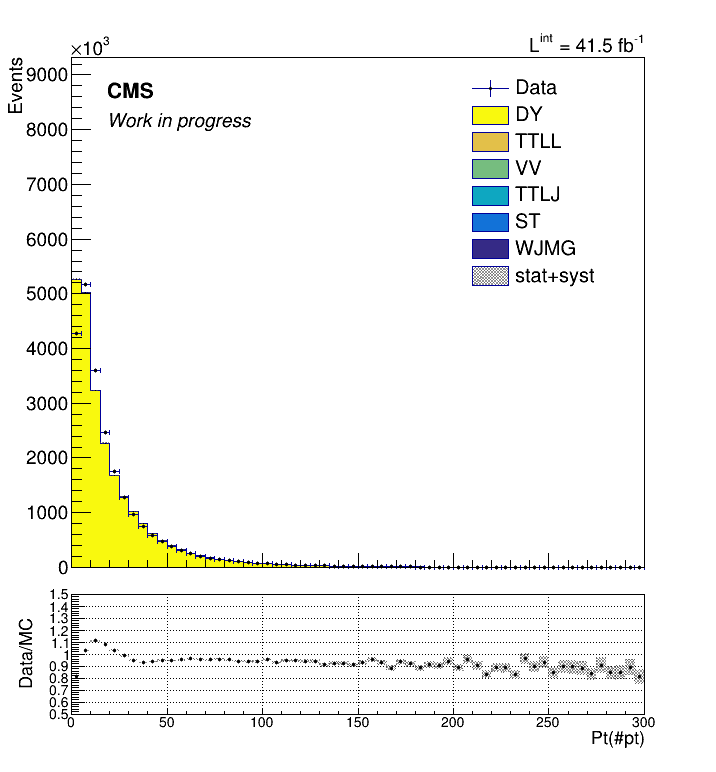 ×10³
L^int = 41.5 fb⁻¹
Events
9000
8000
7000
6000
5000
4000
3000
2000
1000
0
CMS
Work in progress
Data
DY
TTLL
VV
TTLJ
ST
WJMG
stat+syst
Data/MC
1.5
1.4
1.3
1.2
1.1
1
0.9
0.8
0.7
0.6
0.5
0 50 100 150 200 250 300
Pt(#pt)